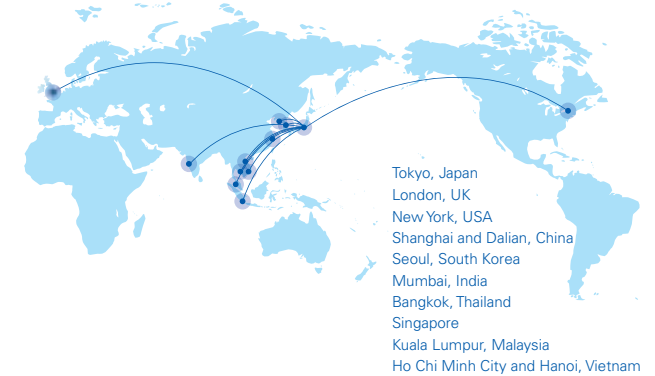 Tokyo, Japan
London, UK
New York, USA
Shanghai and Dalian, China
Seoul, South Korea
Mumbai, India
Bangkok, Thailand
Singapore
Kuala Lumpur, Malaysia
Ho Chi Minh City and Hanoi, Vietnam